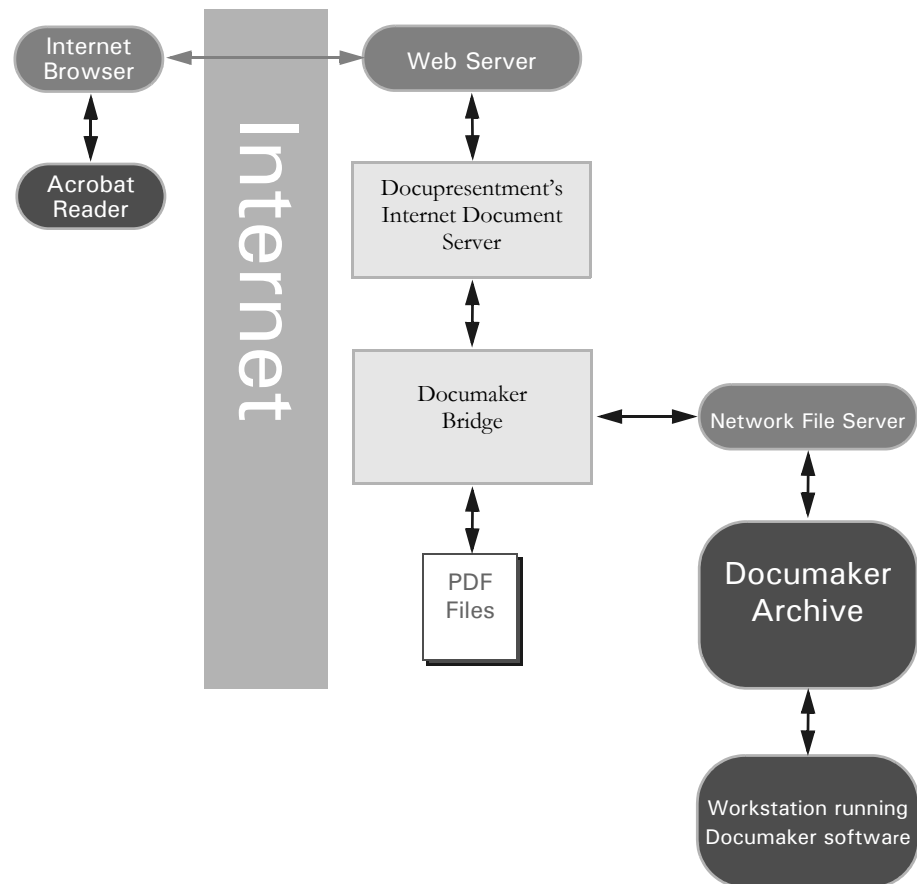 Internet
Browser
Web Server
Internet
Acrobat
Reader
Docupresentment’s
Internet Document
Server
Documaker
Bridge
Network File Server
PDF
Files
Documaker
Archive
Workstation running
Documaker software